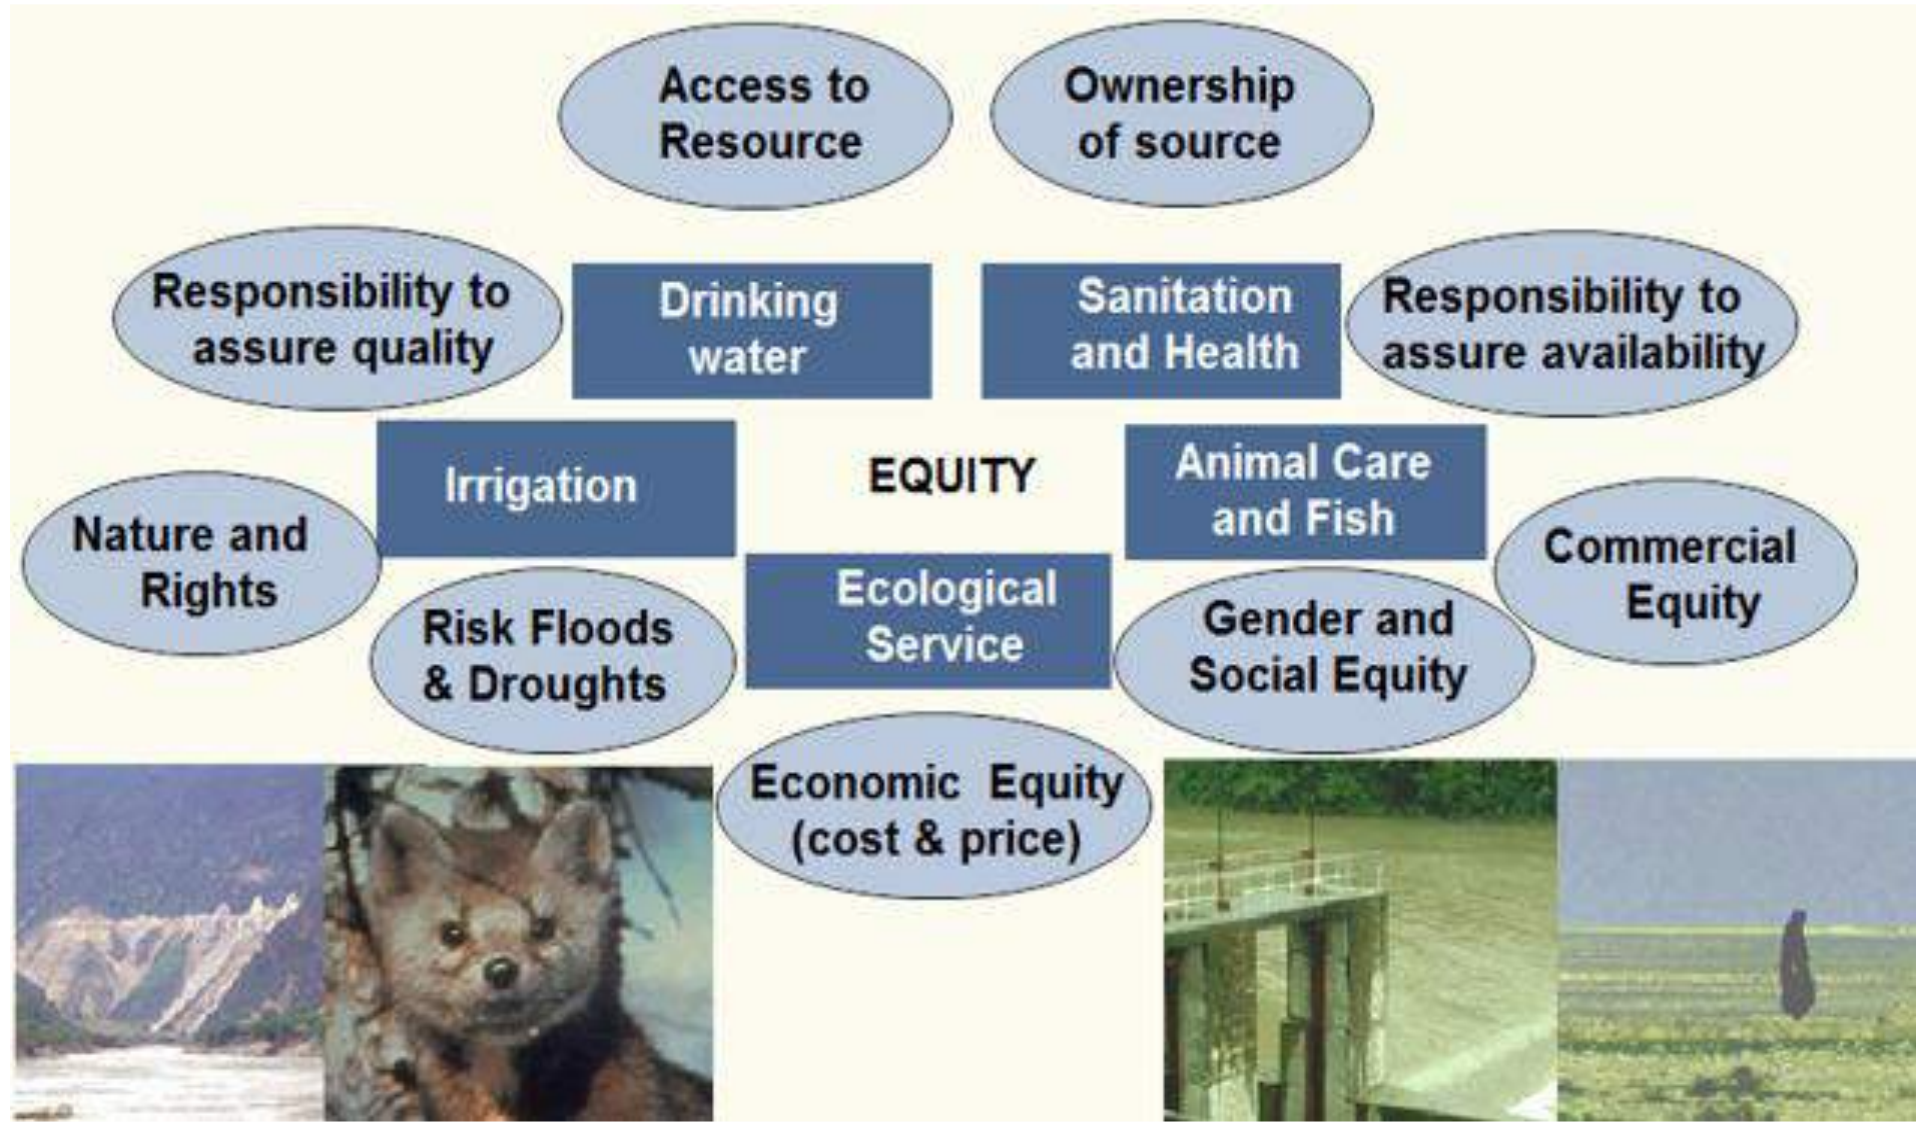 Access to
Resource
Ownership
of source
Responsibility to
assure quality
Drinking
water
Sanitation
and Health
Responsibility to
assure availability
Irrigation
EQUITY
Animal Care
and Fish
Nature and
Rights
Commercial
Equity
Risk Floods
& Droughts
Ecological
Service
Gender and
Social Equity
Economic Equity
(cost & price)